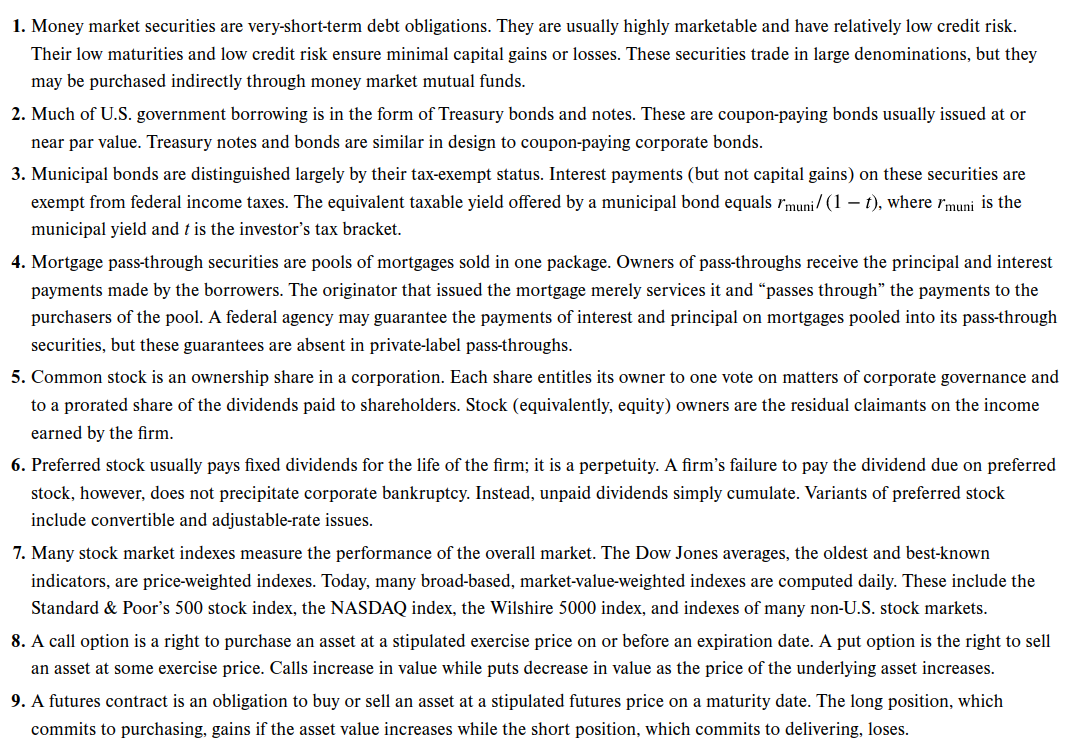 1. Money market securities are very-short-term debt obligations. They are usually highly marketable and have relatively low credit risk.
Their low maturities and low credit risk ensure minimal capital gains or losses. These securities trade in large denominations, but they
may be purchased indirectly through money market mutual funds.
2. Much of U.S. government borrowing is in the form of Treasury bonds and notes. These are coupon-paying bonds usually issued at or
near par value. Treasury notes and bonds are similar in design to coupon-paying corporate bonds.
3. Municipal bonds are distinguished largely by their tax-exempt status. Interest payments (but not capital gains) on these securities are
exempt from federal income taxes. The equivalent taxable yield offered by a municipal bond equals rmuni/(1 − t), where rmuni is the
municipal yield and t is the investor’s tax bracket.
4. Mortgage pass-through securities are pools of mortgages sold in one package. Owners of pass-throughs receive the principal and interest
payments made by the borrowers. The originator that issued the mortgage merely services it and “passes through” the payments to the
purchasers of the pool. A federal agency may guarantee the payments of interest and principal on mortgages pooled into its pass-through
securities, but these guarantees are absent in private-label pass-throughs.
5. Common stock is an ownership share in a corporation. Each share entitles its owner to one vote on matters of corporate governance and
to a prorated share of the dividends paid to shareholders. Stock (equivalently, equity) owners are the residual claimants on the income
earned by the firm.
6. Preferred stock usually pays fixed dividends for the life of the firm; it is a perpetuity. A firm’s failure to pay the dividend due on preferred
stock, however, does not precipitate corporate bankruptcy. Instead, unpaid dividends simply cumulate. Variants of preferred stock
include convertible and adjustable-rate issues.
7. Many stock market indexes measure the performance of the overall market. The Dow Jones averages, the oldest and best-known
indicators, are price-weighted indexes. Today, many broad-based, market-value-weighted indexes are computed daily. These include the
Standard & Poor’s 500 stock index, the NASDAQ index, the Wilshire 5000 index, and indexes of many non-U.S. stock markets.
8. A call option is a right to purchase an asset at a stipulated exercise price on or before an expiration date. A put option is the right to sell
an asset at some exercise price. Calls increase in value while puts decrease in value as the price of the underlying asset increases.
9. A futures contract is an obligation to buy or sell an asset at a stipulated futures price on a maturity date. The long position, which
commits to purchasing, gains if the asset value increases while the short position, which commits to delivering, loses.